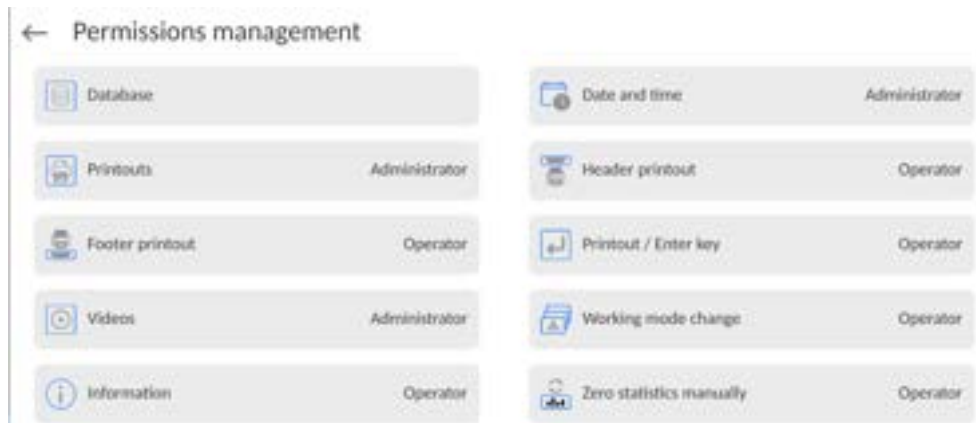 Permissions management
Database
Date and time Administrator
Printouts Administrator
Header printout Operator
Footer printout Operator
Printout / Enter key Operator
Videos Administrator
Working mode change Operator
Information Operator
Zero statistics manually Operator